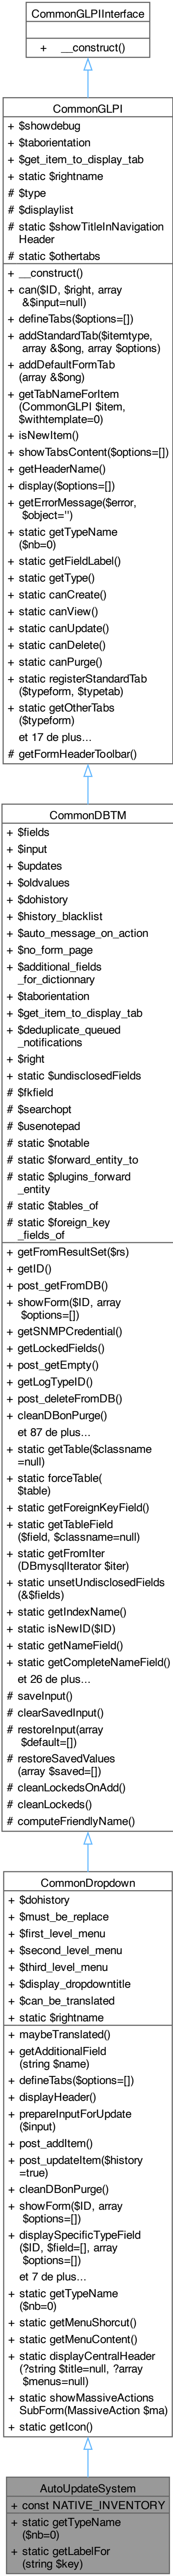 CommonGLPIInterface
+ __construct()
CommonGLPI
+ $showdebug
+ $taborientation
+ $get_item_to_display_tab
+ static $rightname
# $type
# $displaylist
# static $showTitleInNavigation
Header
# static $othertabs
+ __construct()
+ can($ID, $right, array
&$input=null)
+ defineTabs($options=[])
+ addStandardTab($itemtype,
array &$ong, array $options)
+ addDefaultFormTab
(array &$ong)
+ getTabNameForItem
(CommonGLPI $item,
$withtemplate=0)
+ isNewItem()
+ showTabsContent($options=[])
+ getHeaderName()
+ display($options=[])
+ getErrorMessage($error,
$object='')
+ static getTypeName
($nb=0)
+ static getFieldLabel()
+ static getType()
+ static canCreate()
+ static canView()
+ static canUpdate()
+ static canDelete()
+ static canPurge()
+ static registerStandardTab
($typeform, $typetab)
+ static getOtherTabs
($typeform)
et 17 de plus...
# getFormHeaderToolbar()
CommonDBTM
+ $fields
+ $input
+ $updates
+ $oldvalues
+ $dohistory
+ $history_blacklist
+ $auto_message_on_action
+ $no_form_page
+ $additional_fields
_for_dictionnary
+ $taborientation
+ $get_item_to_display_tab
+ $deduplicate_queued
_notifications
+ $right
+ static $undisclosedFields
# $fkfield
# $searchopt
# $usenotepad
# static $notable
# static $forward_entity_to
# static $plugins_forward
_entity
# static $tables_of
# static $foreign_key
_fields_of
+ getFromResultSet($rs)
+ getID()
+ post_getFromDB()
+ showForm($ID, array
$options=[])
+ getSNMPCredential()
+ getLockedFields()
+ post_getEmpty()
+ getLogTypeID()
+ post_deleteFromDB()
+ cleanDBonPurge()
et 87 de plus...
+ static getTable($classname
=null)
+ static forceTable(
$table)
+ static getForeignKeyField()
+ static getTableField
($field, $classname=null)
+ static getFromIter
(DBmysqlIterator $iter)
+ static unsetUndisclosedFields
(&$fields)
+ static getIndexName()
+ static isNewID($ID)
+ static getNameField()
+ static getCompleteNameField()
et 26 de plus...
# saveInput()
# clearSavedInput()
# restoreInput(array
$default=[])
# restoreSavedValues
(array $saved=[])
# cleanLockedsOnAdd()
# cleanLockeds()
# computeFriendlyName()
CommonDropdown
+ $dohistory
+ $must_be_replace
+ $first_level_menu
+ $second_level_menu
+ $third_level_menu
+ $display_dropdowntitle
+ $can_be_translated
+ static $rightname
+ maybeTranslated()
+ getAdditionalField
(string $name)
+ defineTabs($options=[])
+ displayHeader()
+ prepareInputForUpdate
($input)
+ post_addItem()
+ post_updateItem($history
=true)
+ cleanDBonPurge()
+ showForm($ID, array
$options=[])
+ displaySpecificTypeField
($ID, $field=[], array
$options=[])
et 7 de plus...
+ static getTypeName
($nb=0)
+ static getMenuShorcut()
+ static getMenuContent()
+ static displayCentralHeader
(?string $title=null, ?array
$menus=null)
+ static showMassiveActions
SubForm(MassiveAction $ma)
+ static getIcon()
AutoUpdateSystem
+ const NATIVE_INVENTORY
+ static getTypeName
($nb=0)
+ static getLabelFor
(string $key)